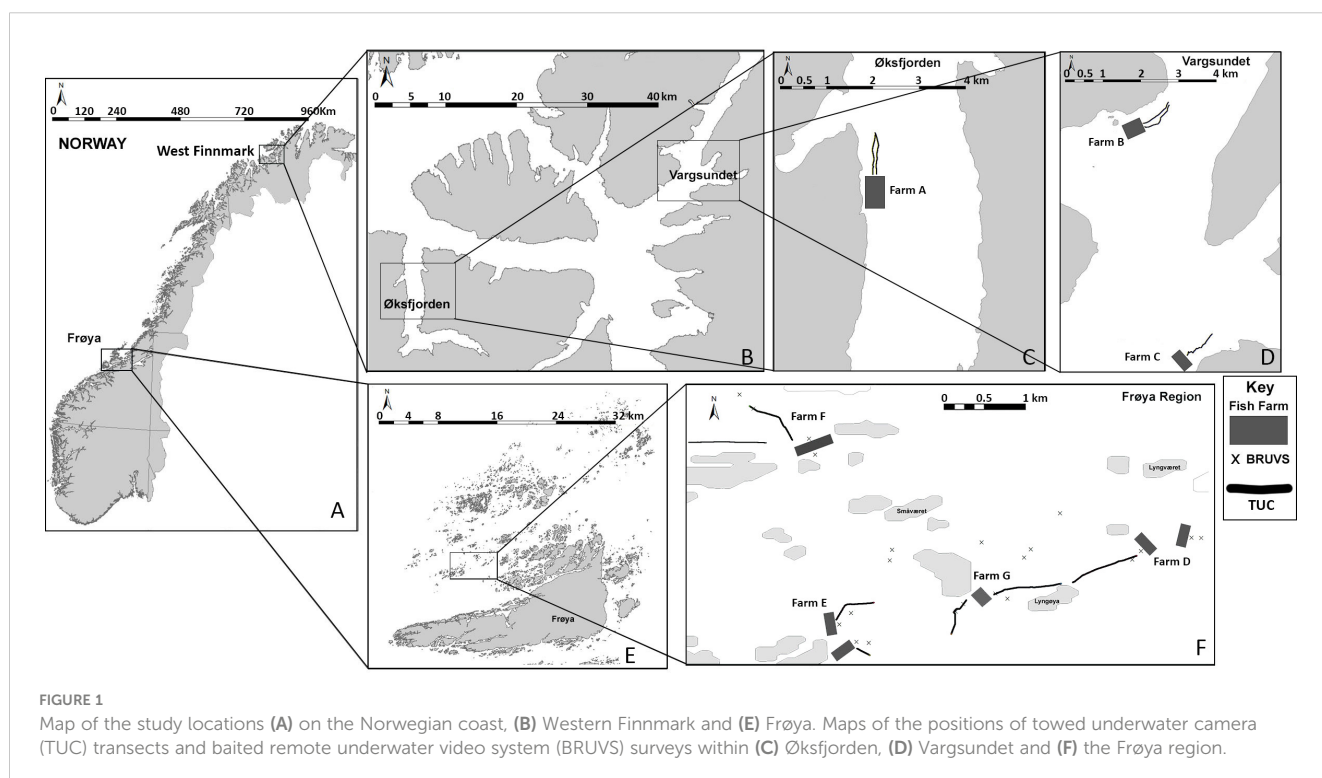 N
0 120 240 480 720 960Km
NORWAY
West Finnmark
Frøya
A
N
0 5 10 20 30 40 km
Vargsundet
Øksfjorden
B
Øksfjorden
N
0 0.5 1 2 3 4 km
Farm A
C
Vargsundet
N
0 0.5 1 2 3 4 km
Farm B
Farm C
D
N
0 4 8 16 24 32 km
Frøya
E
N
0 0.5 1 km
Frøya Region
Farm F
Lyngværet
Småværet
Farm D
Farm G
Lyngøya
Farm E
F
Key
Fish Farm
X BRUVS
TUC
FIGURE 1
Map of the study locations (A) on the Norwegian coast, (B) Western Finnmark and (E) Frøya. Maps of the positions of towed underwater camera
(TUC) transects and baited remote underwater video system (BRUVS) surveys within (C) Øksfjorden, (D) Vargsundet and (F) the Frøya region.